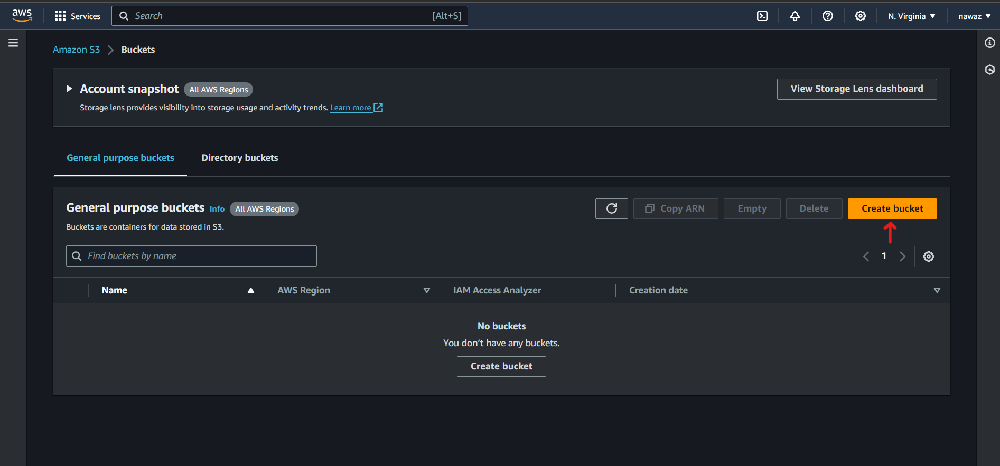 aws Services Search [Alt+S] N. Virginia nawaz
Amazon S3 Buckets
Account snapshot All AWS Regions View Storage Lens dashboard
Storage lens provides visibility into storage usage and activity trends. Learn more
General purpose buckets Directory buckets
General purpose buckets Info All AWS Regions Copy ARN Empty Delete Create bucket
Buckets are containers for data stored in S3.
Find buckets by name 1
Name AWS Region IAM Access Analyzer Creation date
No buckets
You don’t have any buckets.
Create bucket